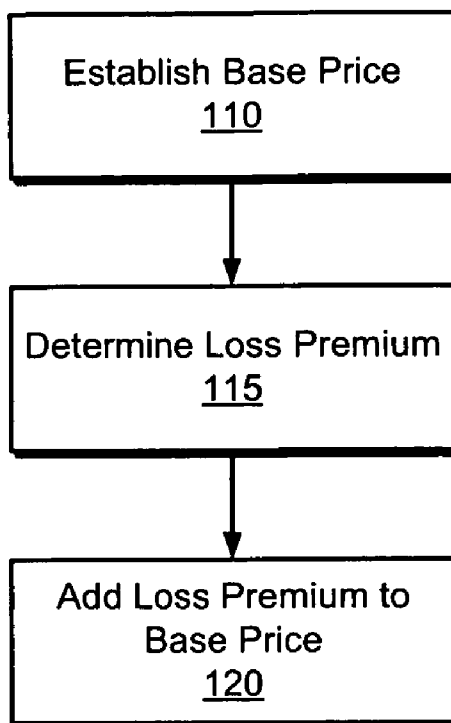 Establish Base Price
110
Determine Loss Premium
115
Add Loss Premium to
Base Price
120